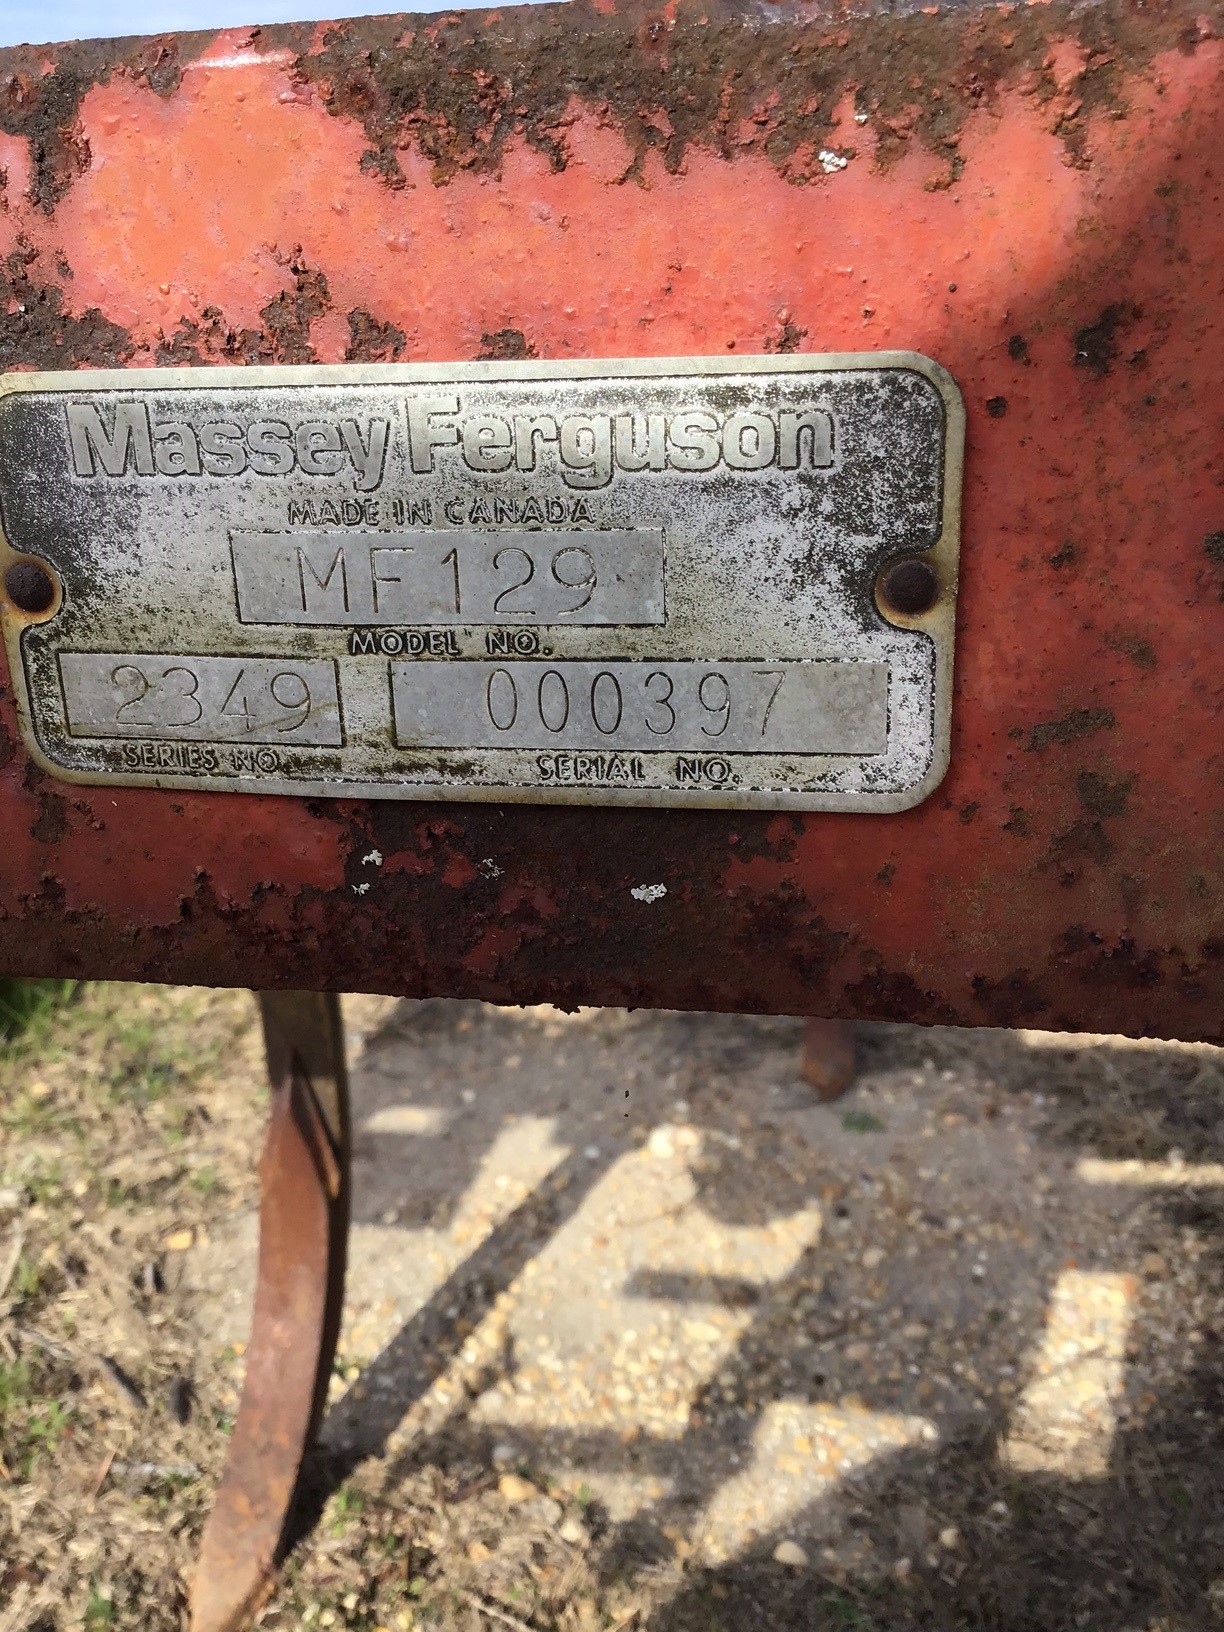 Massey Ferguson
MADE IN CANADA
MF129
MODEL NO.
2349 000397
SERIES NO. SERIAL NO.